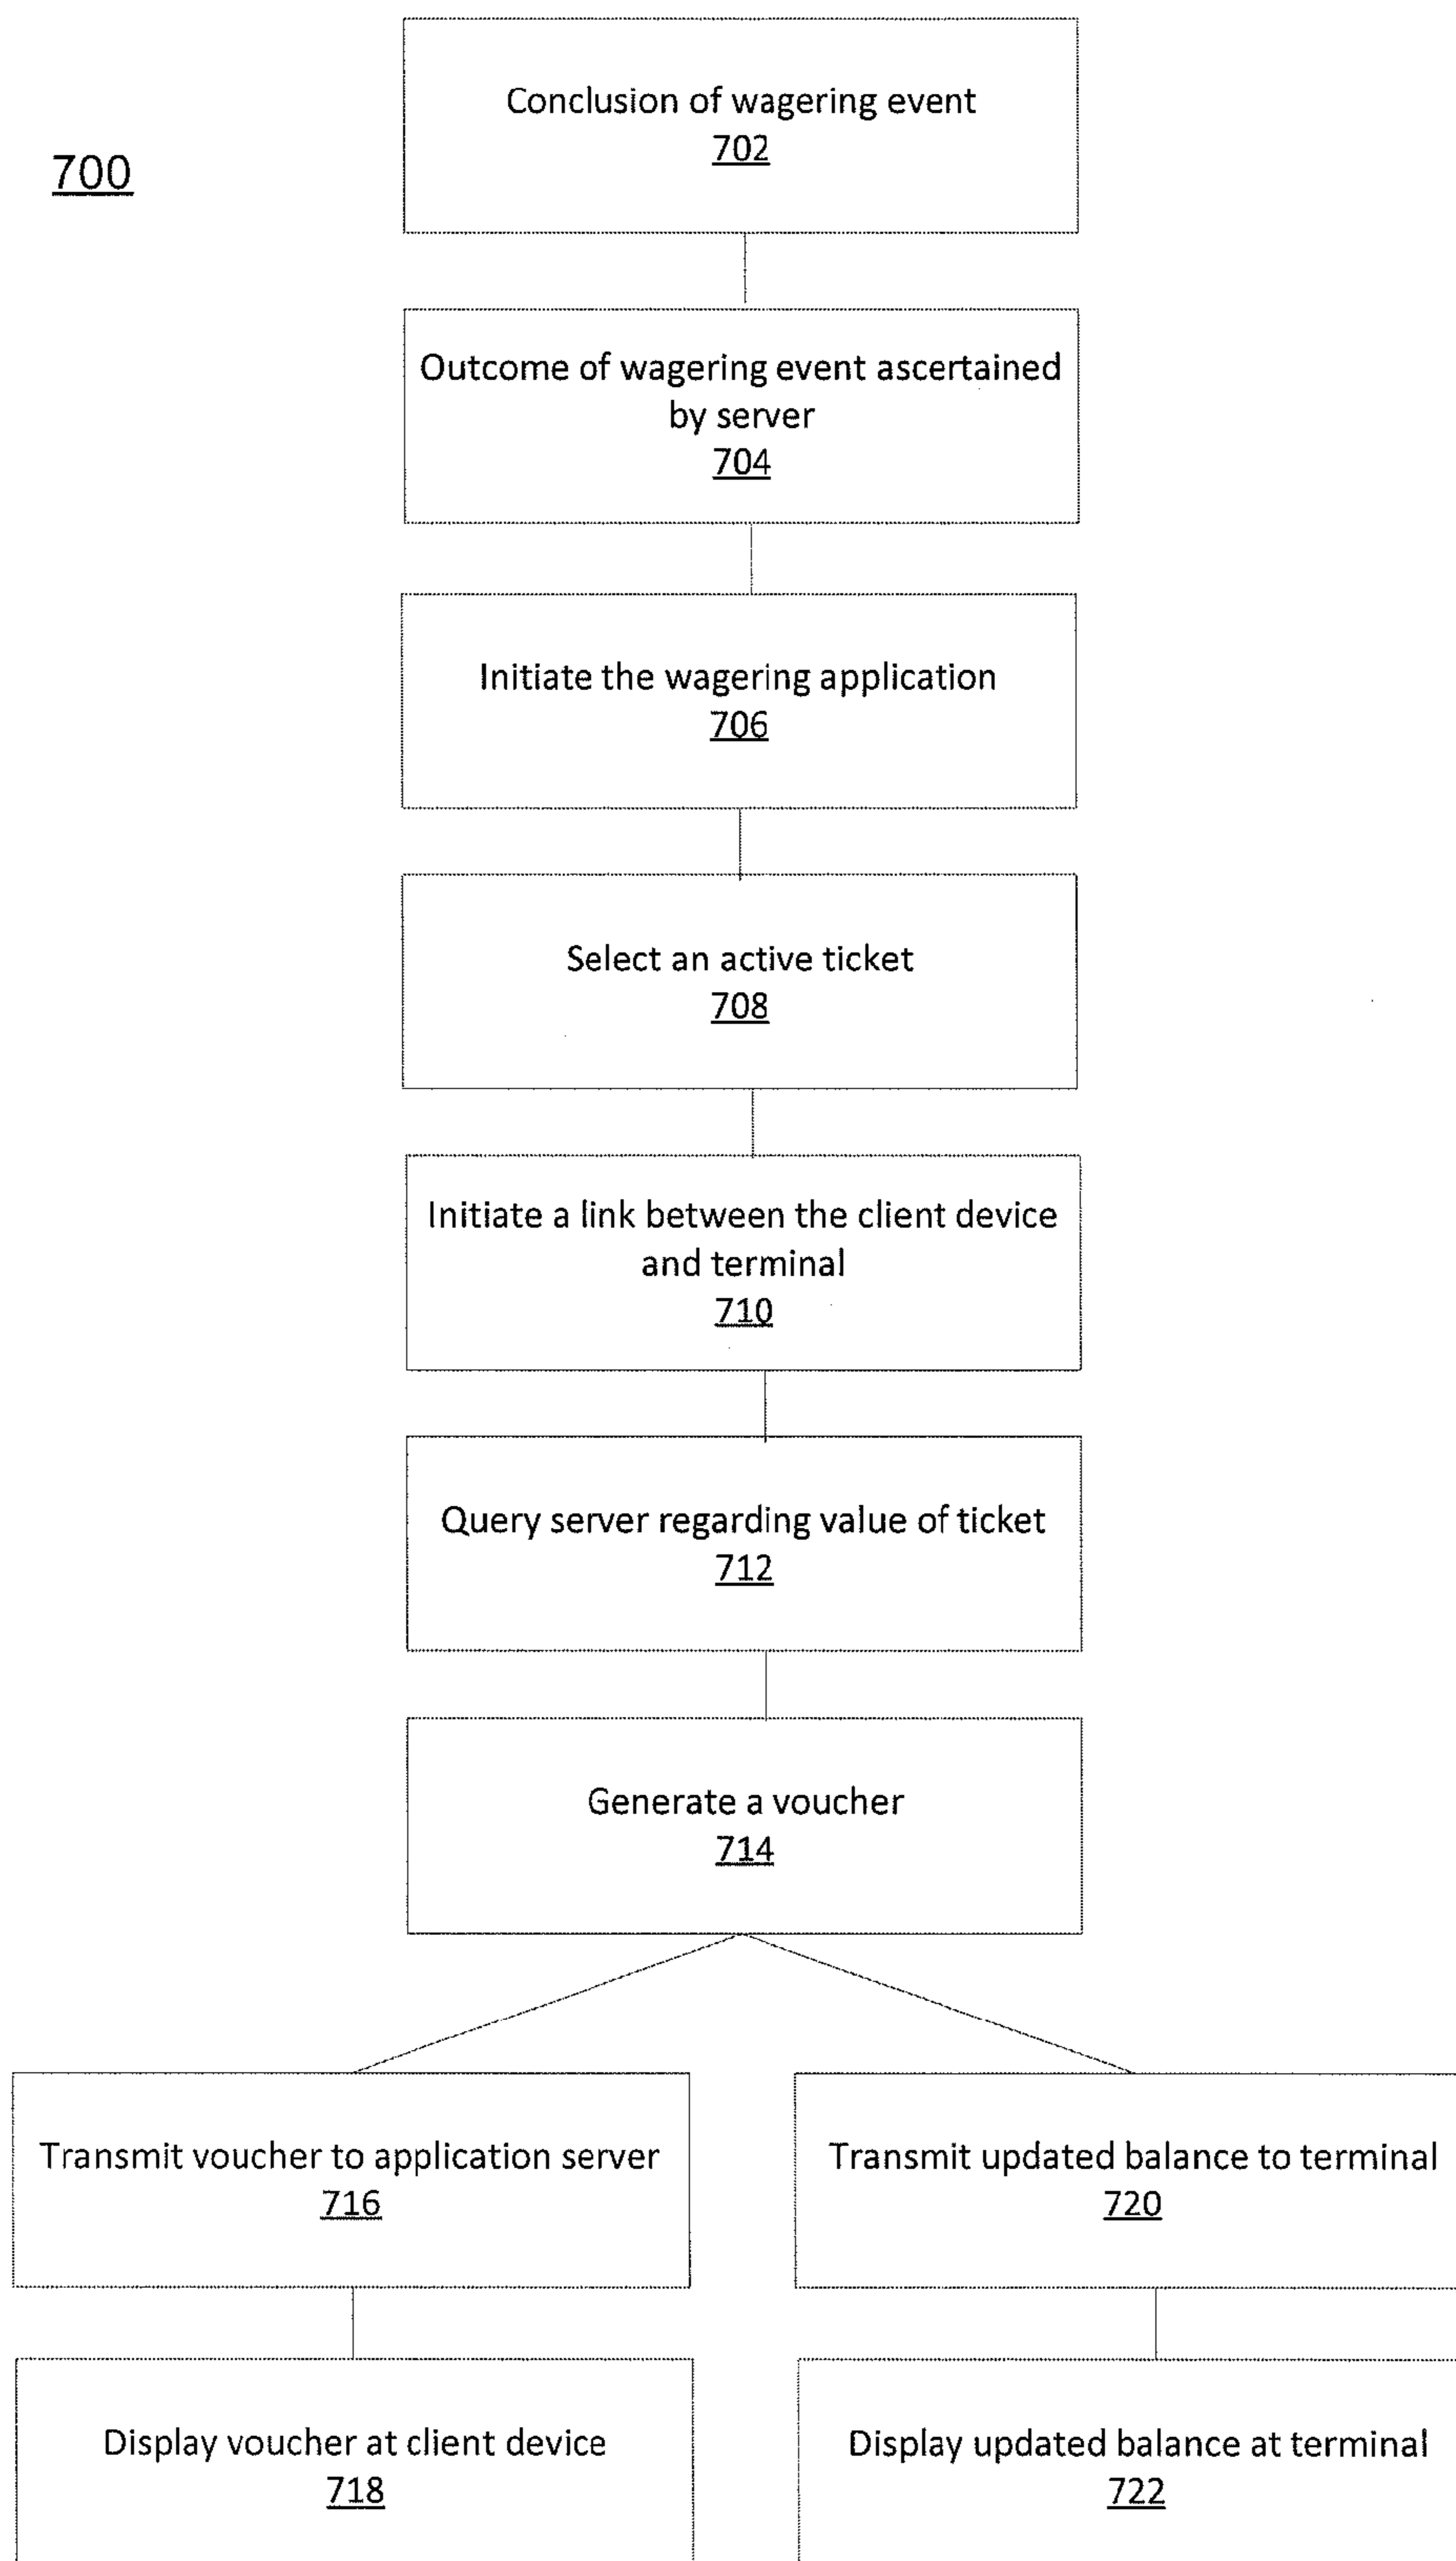 Conclusion of wagering event
702
700
Outcome of wagering event ascertained
by server
704
Initiate the wagering application
706
Select an active ticket
708
Initiate a link between the client device
and terminal
710
Query server regarding value of ticket
712
Generate a voucher
714
Transmit voucher to application server
716
Transmit updated balance to terminal
720
Display voucher at client device
718
Display updated balance at terminal
722